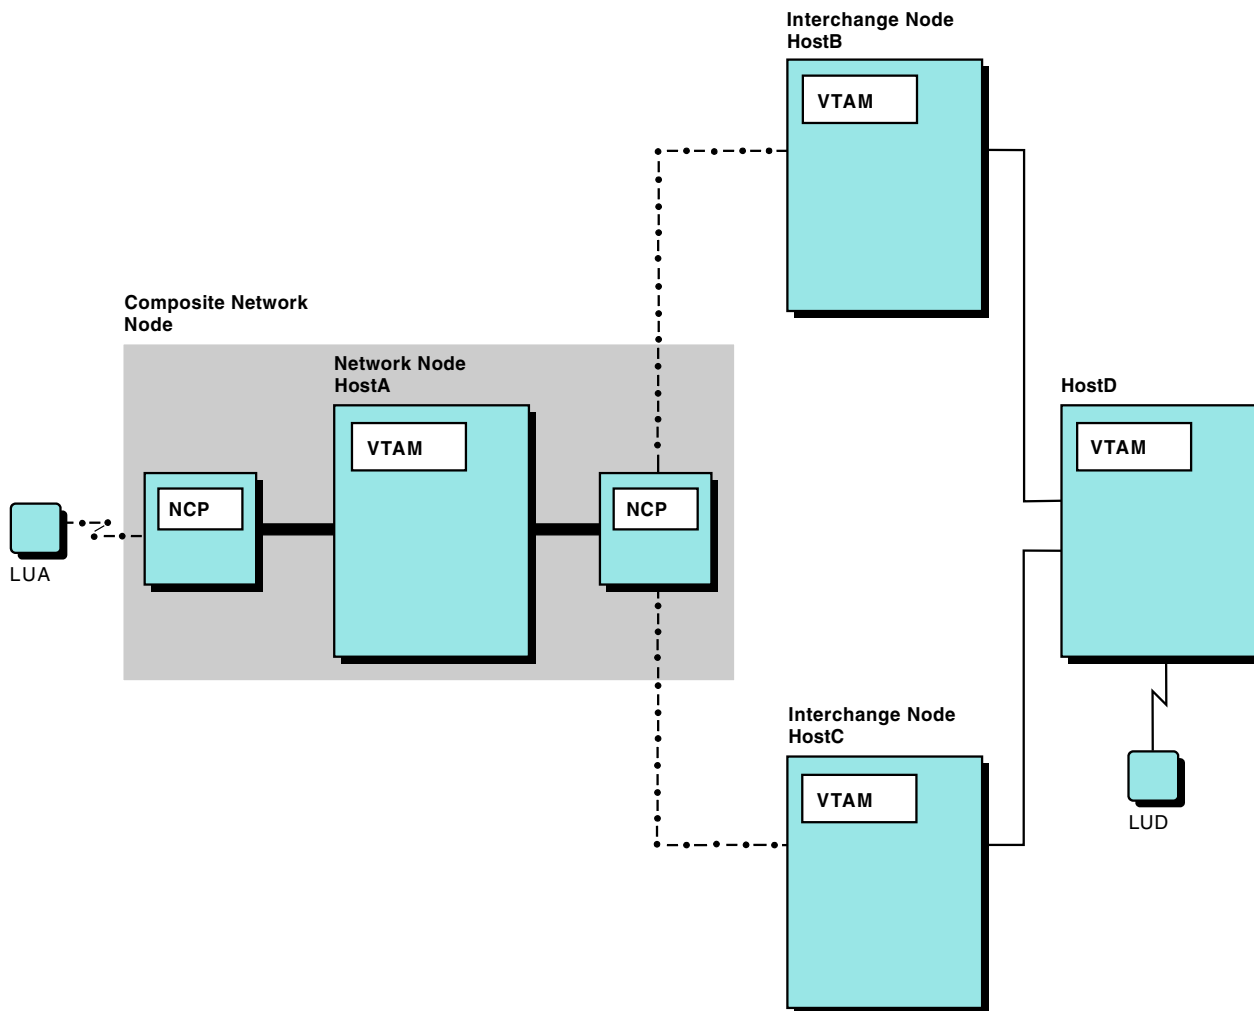 Interchange Node
HostB
VTAM
Composite Network
Node
Network Node
HostA
VTAM
NCP
NCP
LUA
HostD
VTAM
Interchange Node
HostC
VTAM
LUD